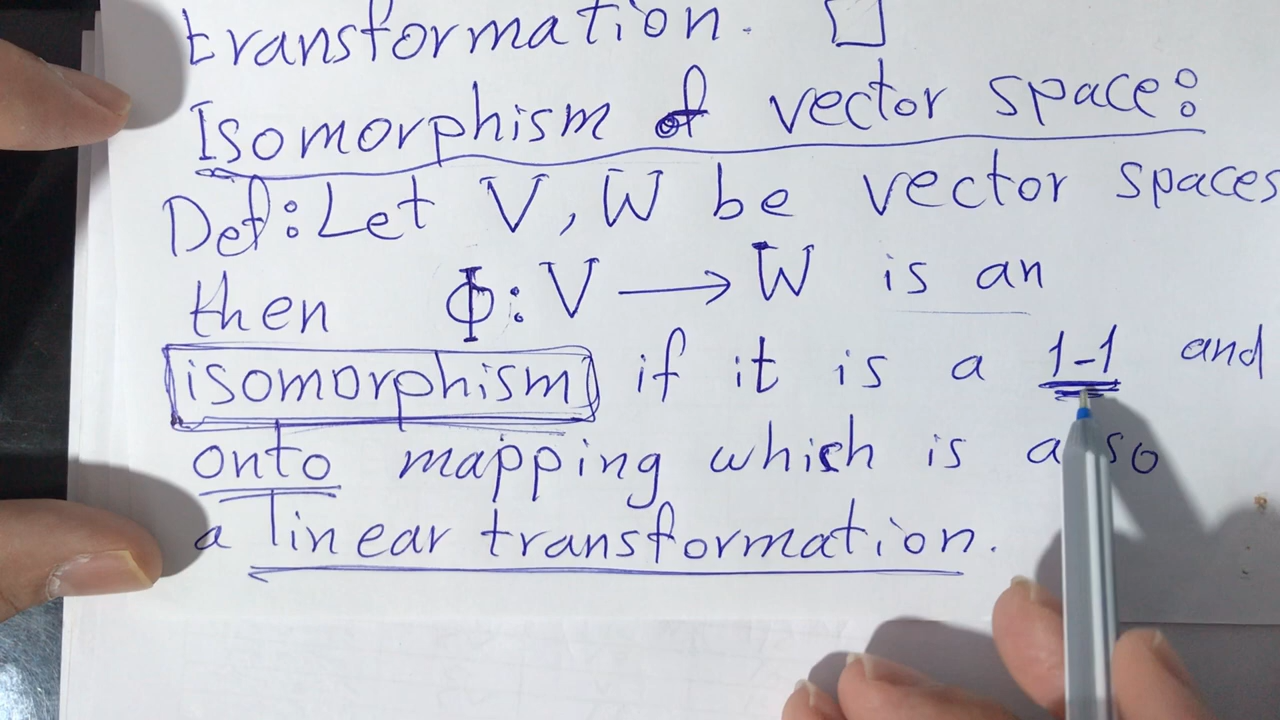 transformation. □
Isomorphism of vector space:
Def: Let V, W be vector spaces
then Φ: V → W is an
isomorphism if it is a 1-1 and
onto mapping which is also
a linear transformation.